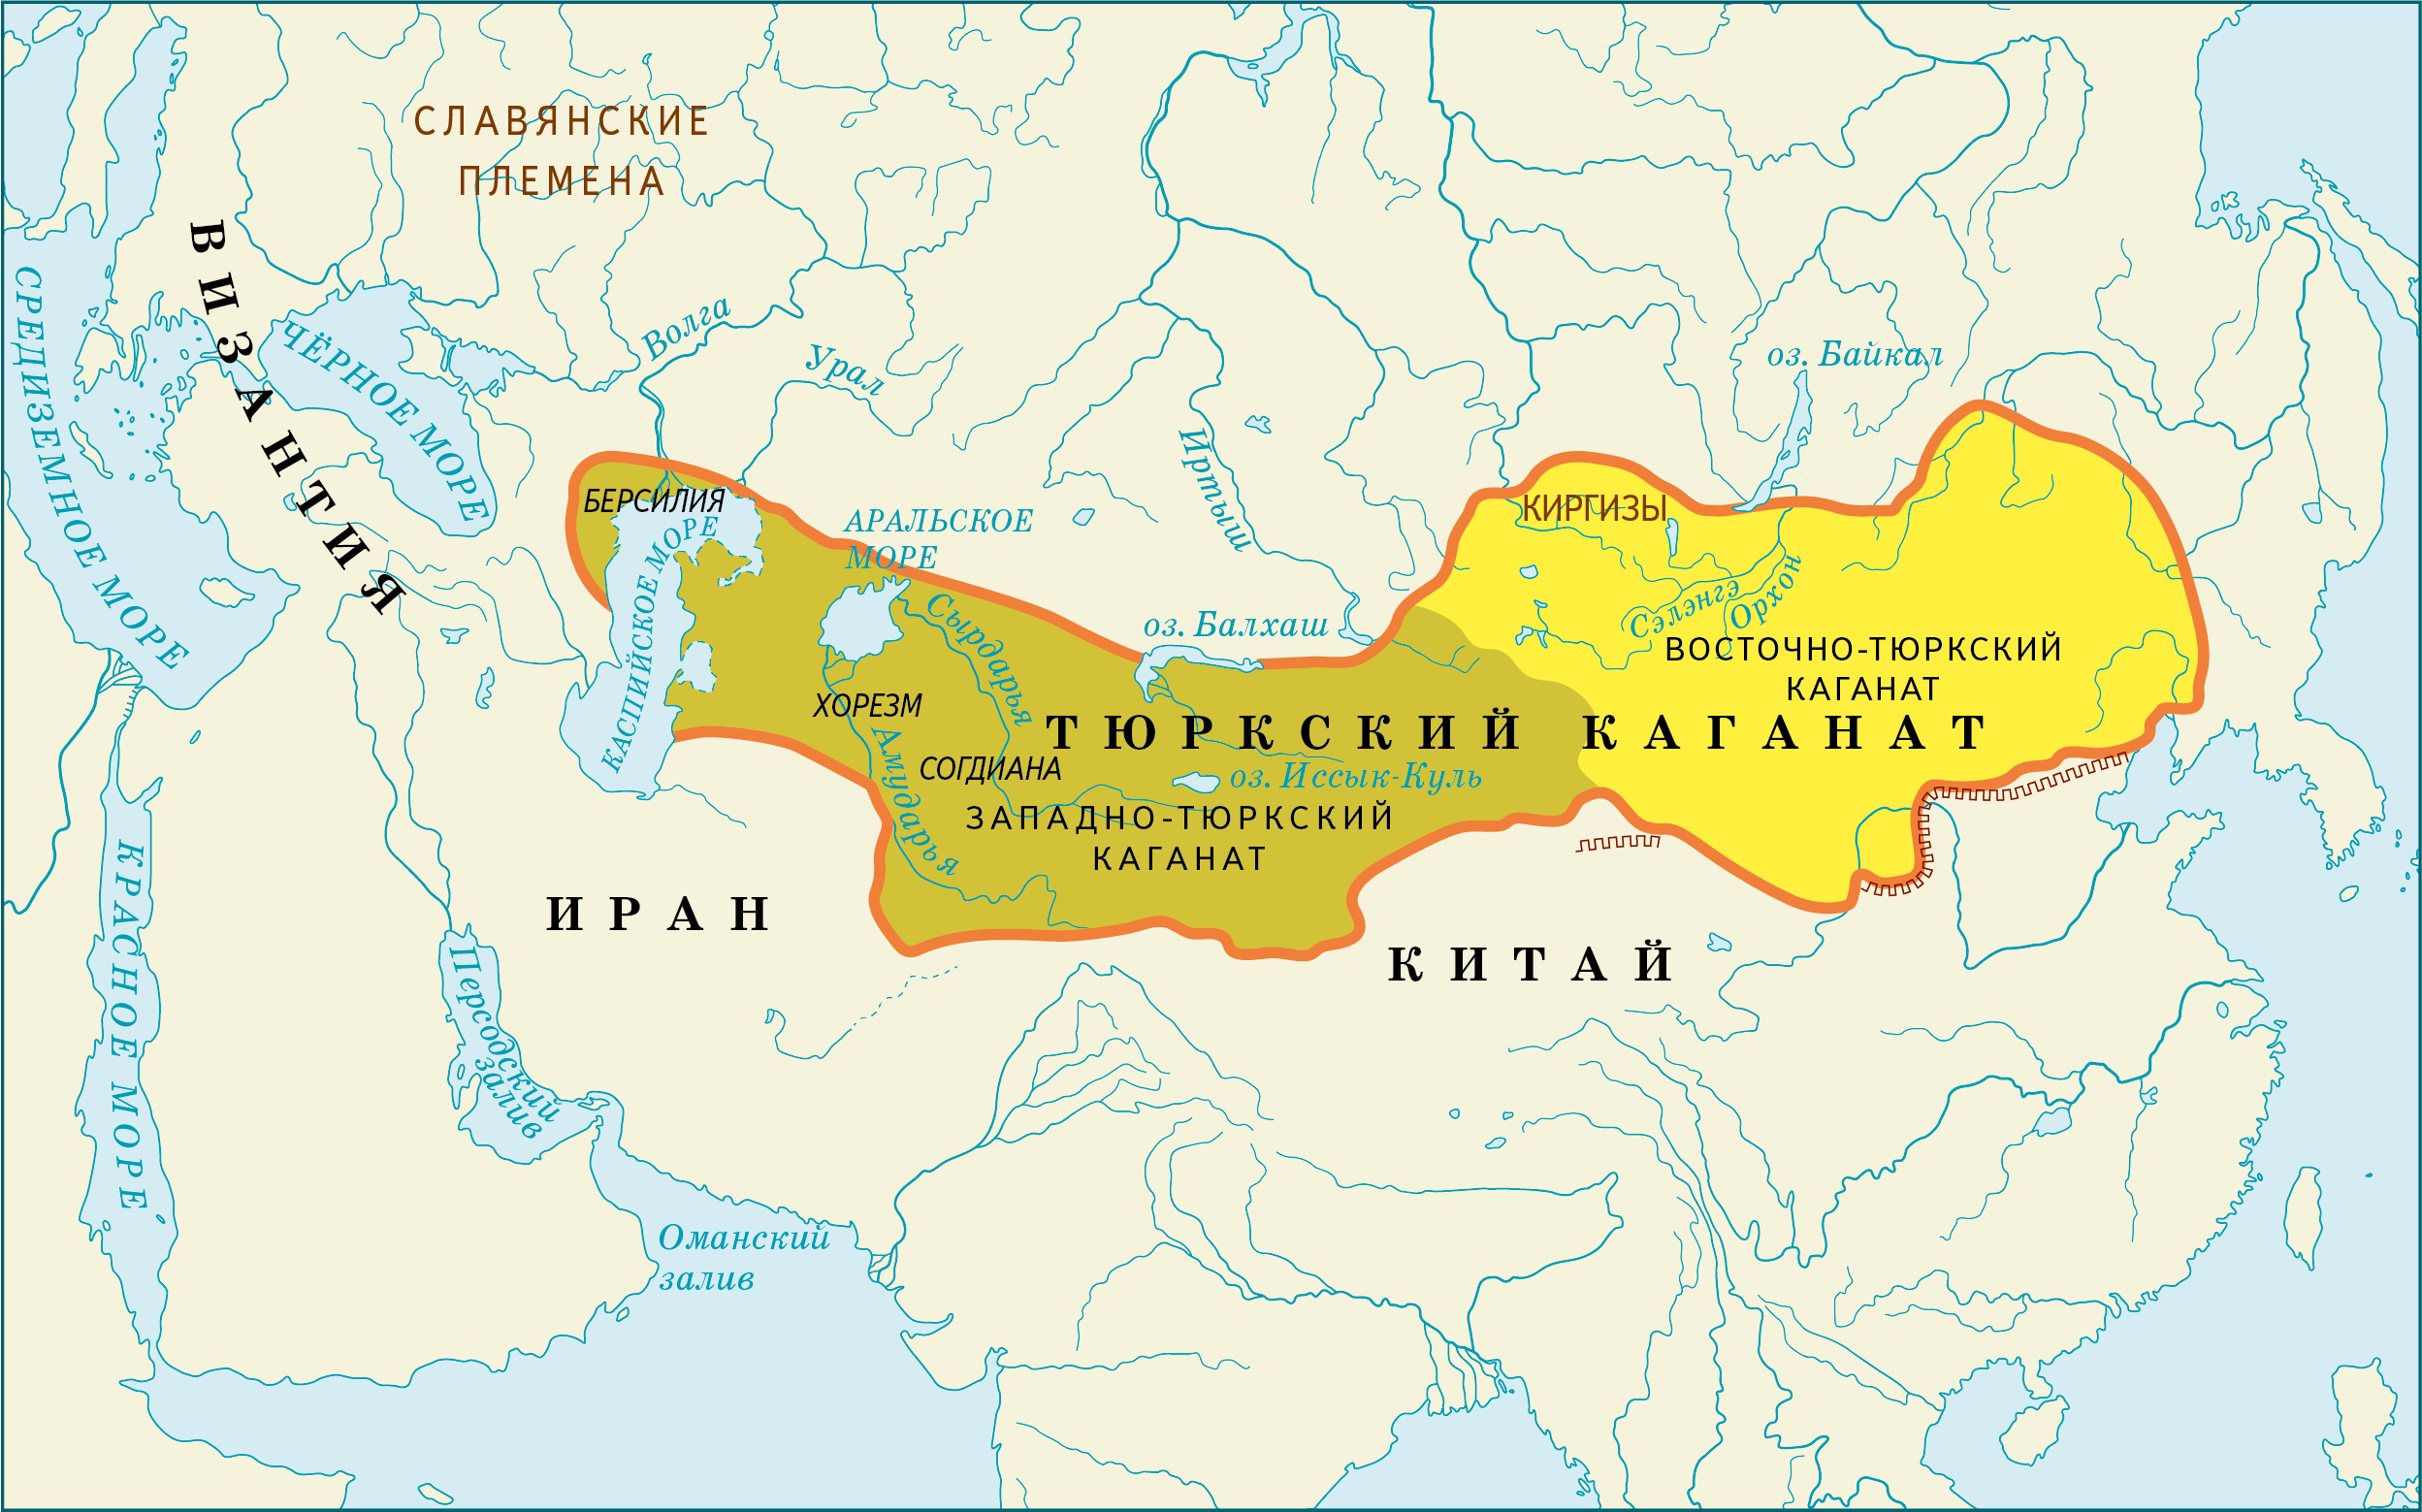 СЛАВЯНСКИЕ
ПЛЕМЕНА
ВИЗАНТИЯ
СРЕДИЗЕМНОЕ МОРЕ
ЧЁРНОЕ МОРЕ
Волга
Урал
Иртыш
оз. Байкал
БЕРСИЛИЯ
КАСПИЙСКОЕ МОРЕ
АРАЛЬСКОЕ
МОРЕ
КИРГИЗЫ
Сэлэнгэ
Орхон
оз. Балхаш
Сырдарья
ВОСТОЧНО-ТЮРКСКИЙ
КАГАНАТ
ХОРЕЗМ
ТЮРКСКИЙ КАГАНАТ
Амударья
СОГДИАНА
оз. Иссык-Куль
ЗАПАДНО-ТЮРКСКИЙ
КАГАНАТ
ИРАН
КИТАЙ
КРАСНОЕ МОРЕ
Персодский
залив
Оманский
залив